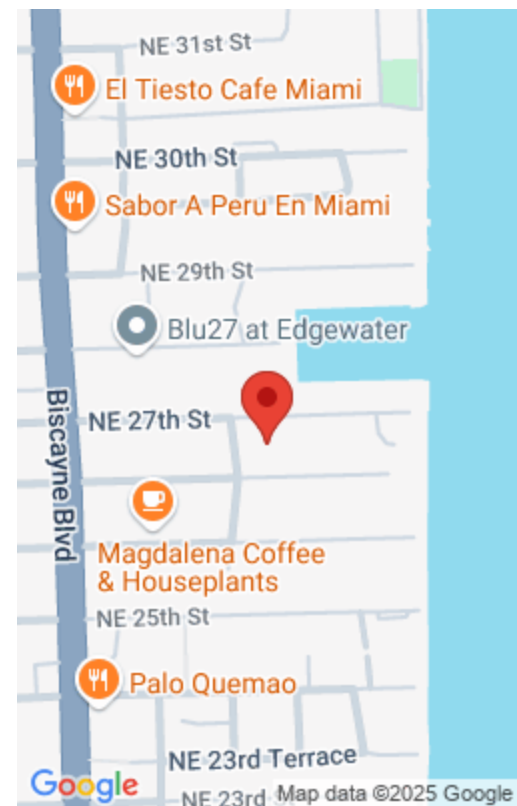 NE 31st St
El Tiesto Cafe Miami
NE 30th St
Sabor A Peru En Miami
NE 29th St
Blu27 at Edgewater
Biscayne Blvd
NE 27th St
Magdalena Coffee
& Houseplants
NE 25th St
Palo Quemao
NE 23rd Terrace
NE 23rd
Google
Map data ©2025 Google